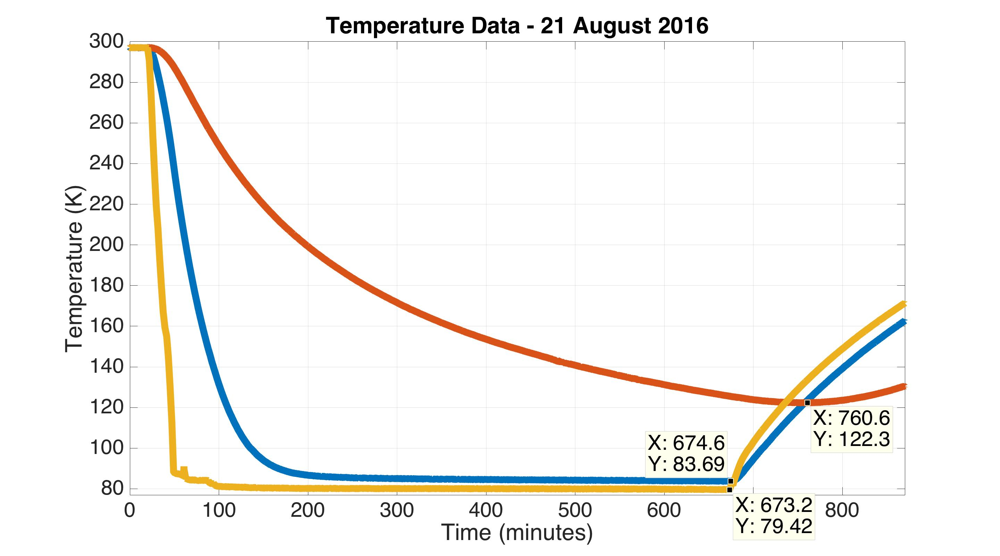 Temperature Data - 21 August 2016
Temperature (K)
300
280
260
240
220
200
180
160
140
120
100
80
X: 674.6
Y: 83.69
X: 760.6
Y: 122.3
X: 673.2
Y: 79.42
0 100 200 300 400 500 600 800
Time (minutes)